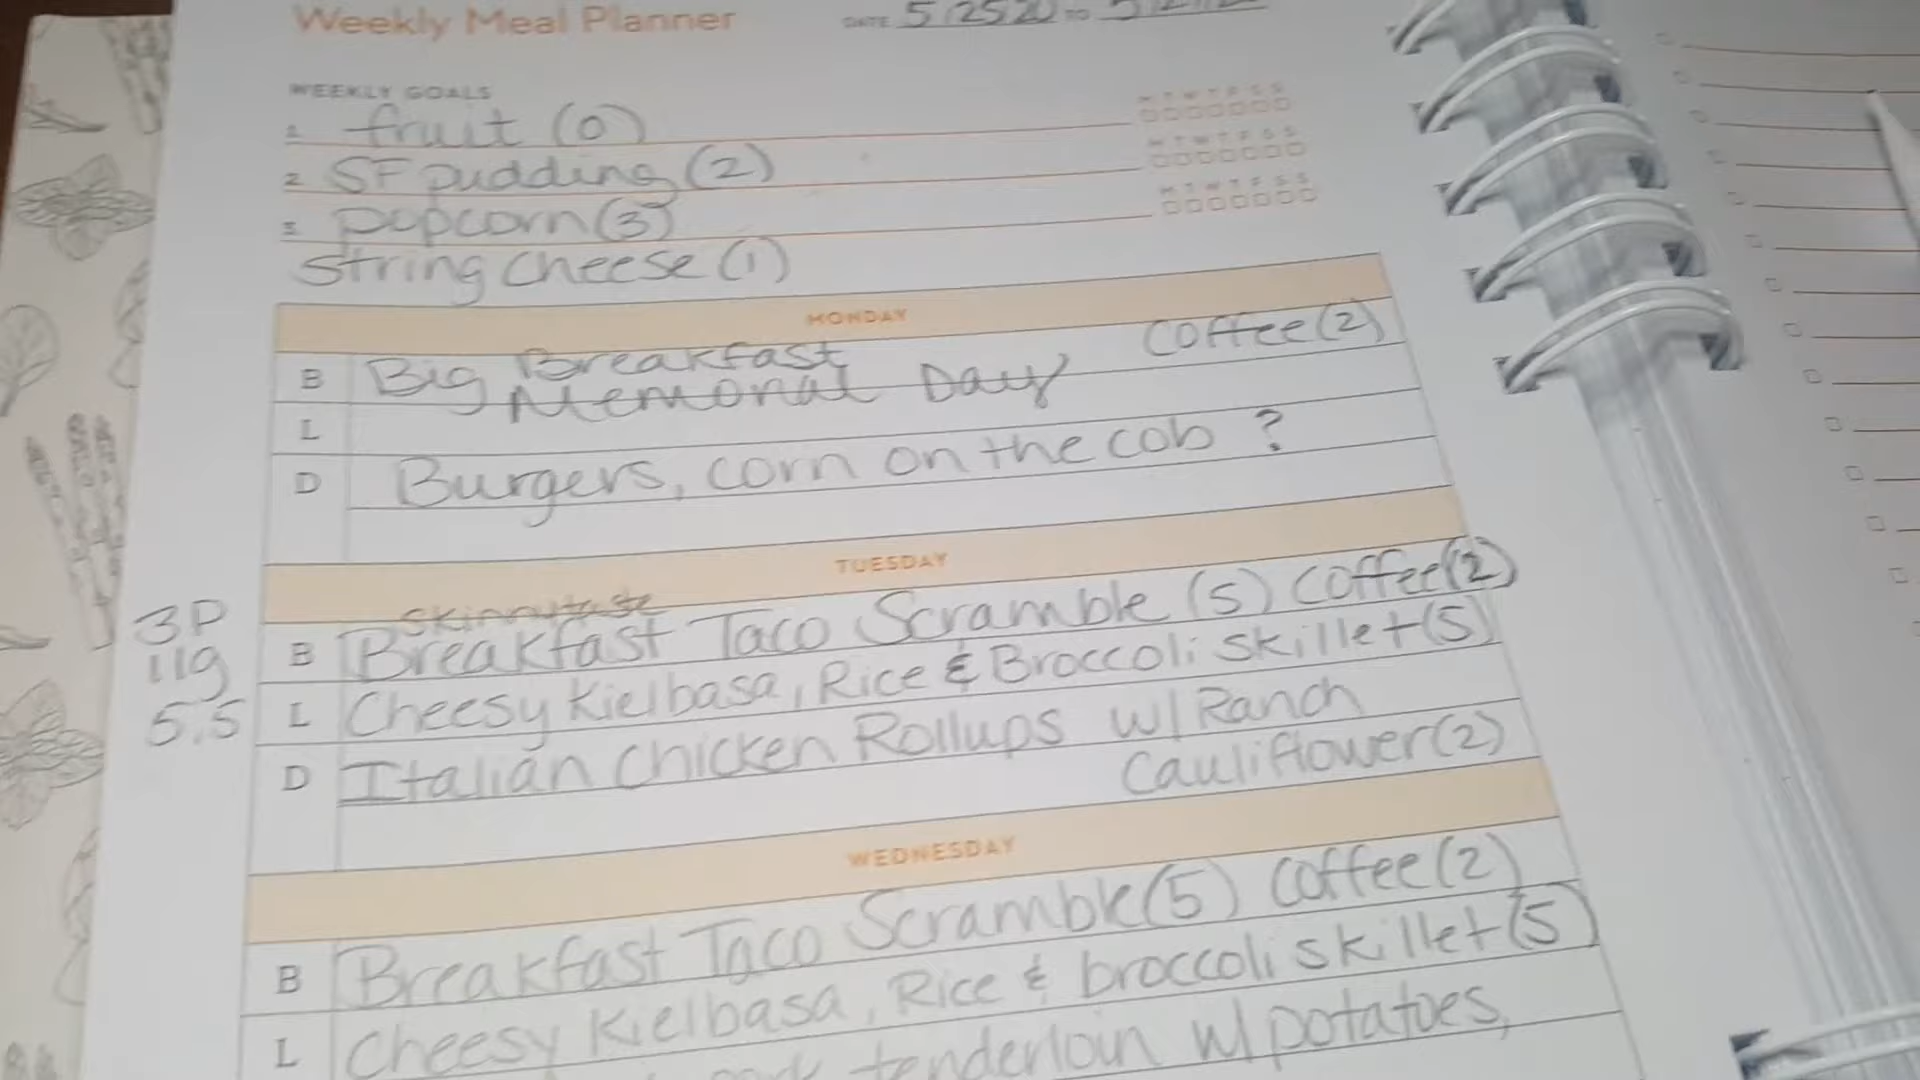 Weekly Meal Planner
DATE 5/25/20 TO
WEEKLY GOALS
1. fruit (0)
M T W T F S S
2. SF pudding (2)
M T W T F S S
3. popcorn (3)
M T W T F S S
String cheese (1)
MONDAY
B Big Breakfast Coffee (2)
Memorial Day
L
D Burgers, corn on the cob ?
TUESDAY
skinnytaste
3P
B Breakfast Taco Scramble (5) Coffee (2)
11g
L Cheesy Kielbasa, Rice & Broccoli skillet (5)
5.5
D Italian Chicken Rollups w/ Ranch
Cauliflower (2)
WEDNESDAY
B Breakfast Taco Scramble (5) Coffee (2)
L Cheesy Kielbasa, Rice & broccoli skillet (5)
pork tenderloin w/ potatoes,